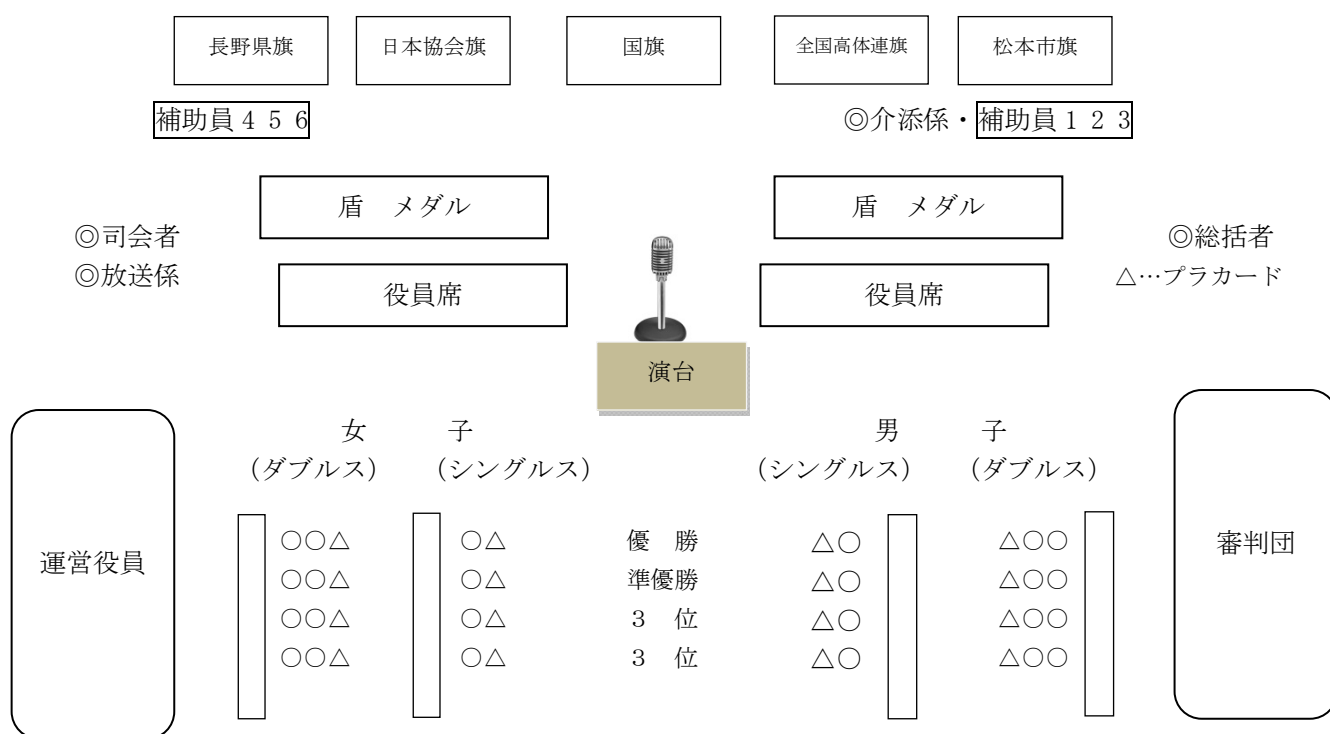 長野県旗 日本協会旗 国旗 全国高体連旗 松本市旗
補助員４５６ ◎介添係・補助員１２３
盾　メダル 盾　メダル
◎司会者 ◎総括者
◎放送係 △…プラカード
役員席 役員席
演台
女　子 男　子
(ダブルス) (シングルス) (シングルス) (ダブルス)
○○△ ○△ 優　勝 △○ △○○
運営役員 審判団
○○△ ○△ 準優勝 △○ △○○
○○△ ○△ ３　位 △○ △○○
○○△ ○△ ３　位 △○ △○○